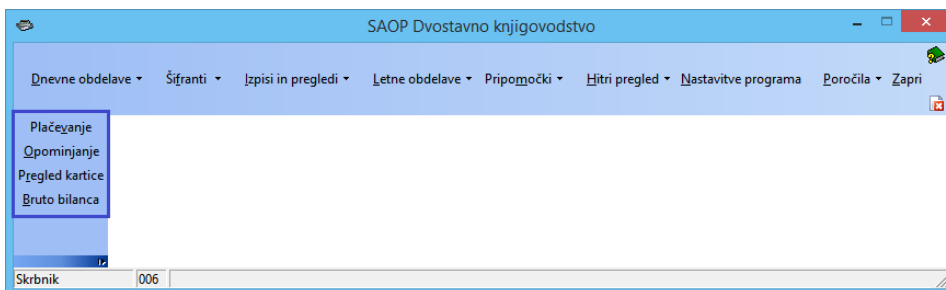 SAOP Dvostavno knjigovodstvo
Dnevne obdelave Šifranti Izpisi in pregledi Letne obdelave Pripomočki Hitri pregled Nastavitve programa Poročila Zapri
Plačevanje
Opominjanje
Pregled kartice
Bruto bilanca
Skrbnik 006